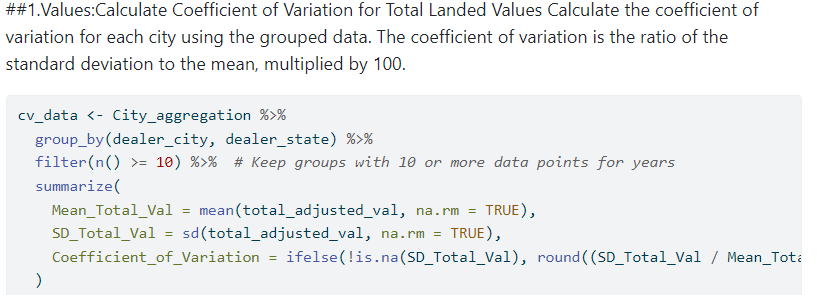 ##1.Values:Calculate Coefficient of Variation for Total Landed Values Calculate the coefficient of
variation for each city using the grouped data. The coefficient of variation is the ratio of the
standard deviation to the mean, multiplied by 100.
cv_data <- City_aggregation %>%
  group_by(dealer_city, dealer_state) %>%
  filter(n() >= 10) %>%  # Keep groups with 10 or more data points for years
  summarize(
    Mean_Total_Val = mean(total_adjusted_val, na.rm = TRUE),
    SD_Total_Val = sd(total_adjusted_val, na.rm = TRUE),
    Coefficient_of_Variation = ifelse(!is.na(SD_Total_Val), round((SD_Total_Val / Mean_Tota
  )